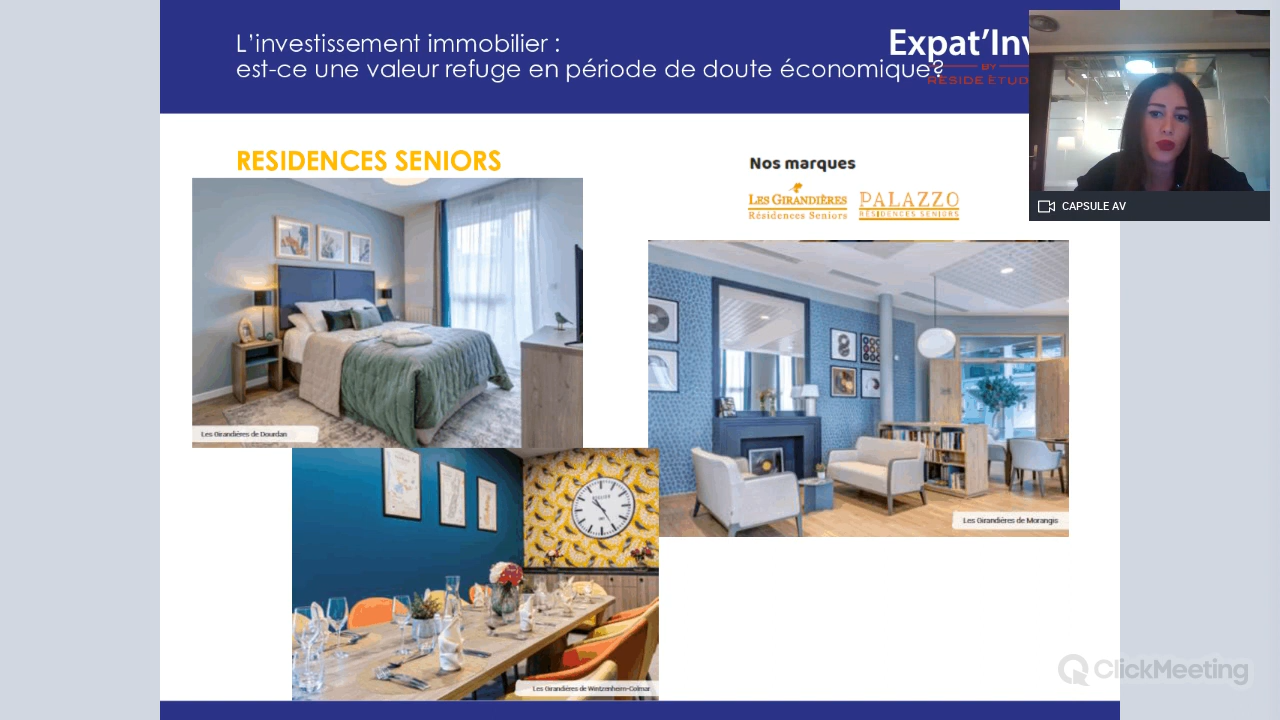 L'investissement immobilier :
est-ce une valeur refuge en période de doute économique?
Expat'Inv
BY
RESIDE ÉTUD
CAPSULE AV
RESIDENCES SENIORS
Nos marques
LES GIRANDIÈRES
Résidences Seniors
PALAZZO
RÉSIDENCES SENIORS
Les Girandières de Dourdan
Les Girandières de Morangis
Les Girandières de Wintzenheim-Colmar
ClickMeeting